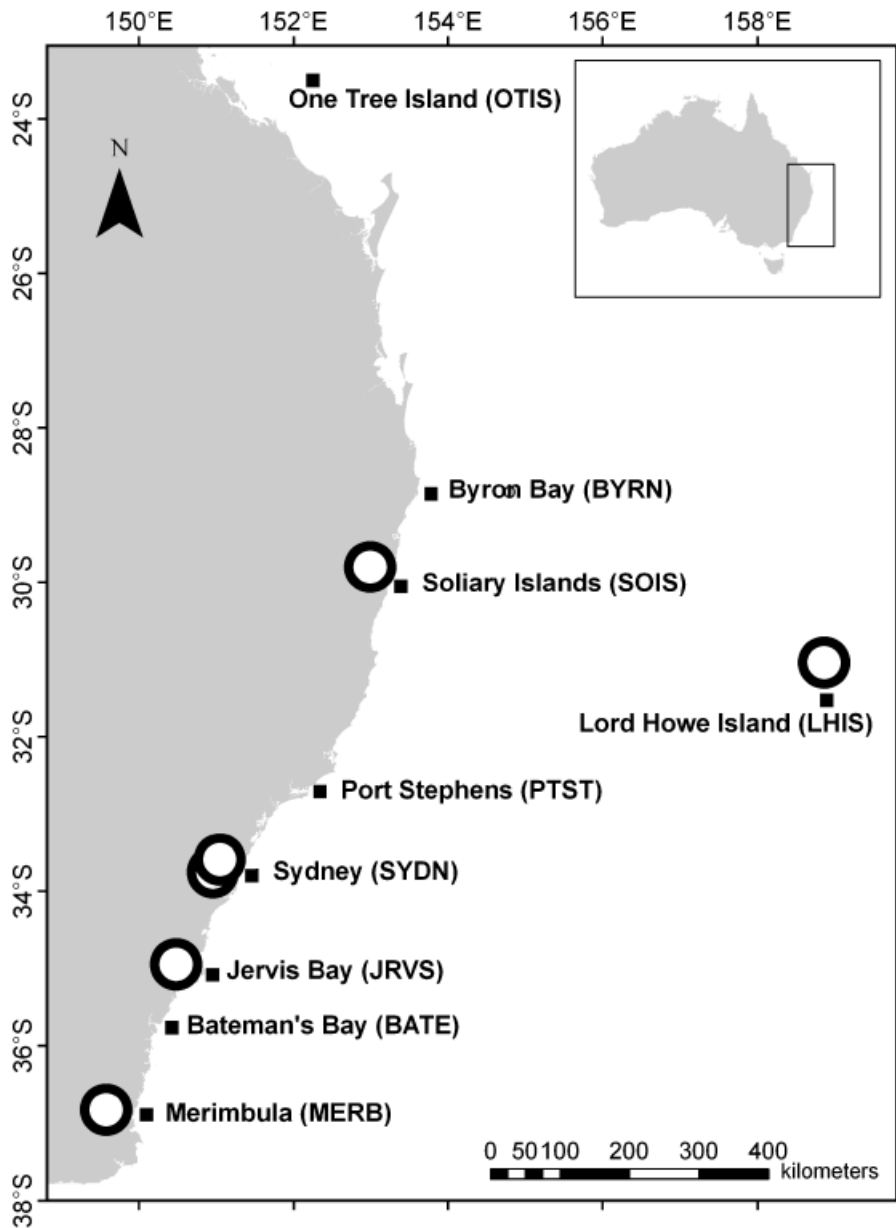 150°E 152°E 154°E 156°E 158°E
One Tree Island (OTIS)
24°S
N
26°S
28°S
Byron Bay (BYRN)
30°S
Soliary Islands (SOIS)
Lord Howe Island (LHIS)
32°S
Port Stephens (PTST)
Sydney (SYDN)
34°S
Jervis Bay (JRVS)
Bateman's Bay (BATE)
36°S
Merimbula (MERB)
0 50 100 200 300 400
kilometers
38°S